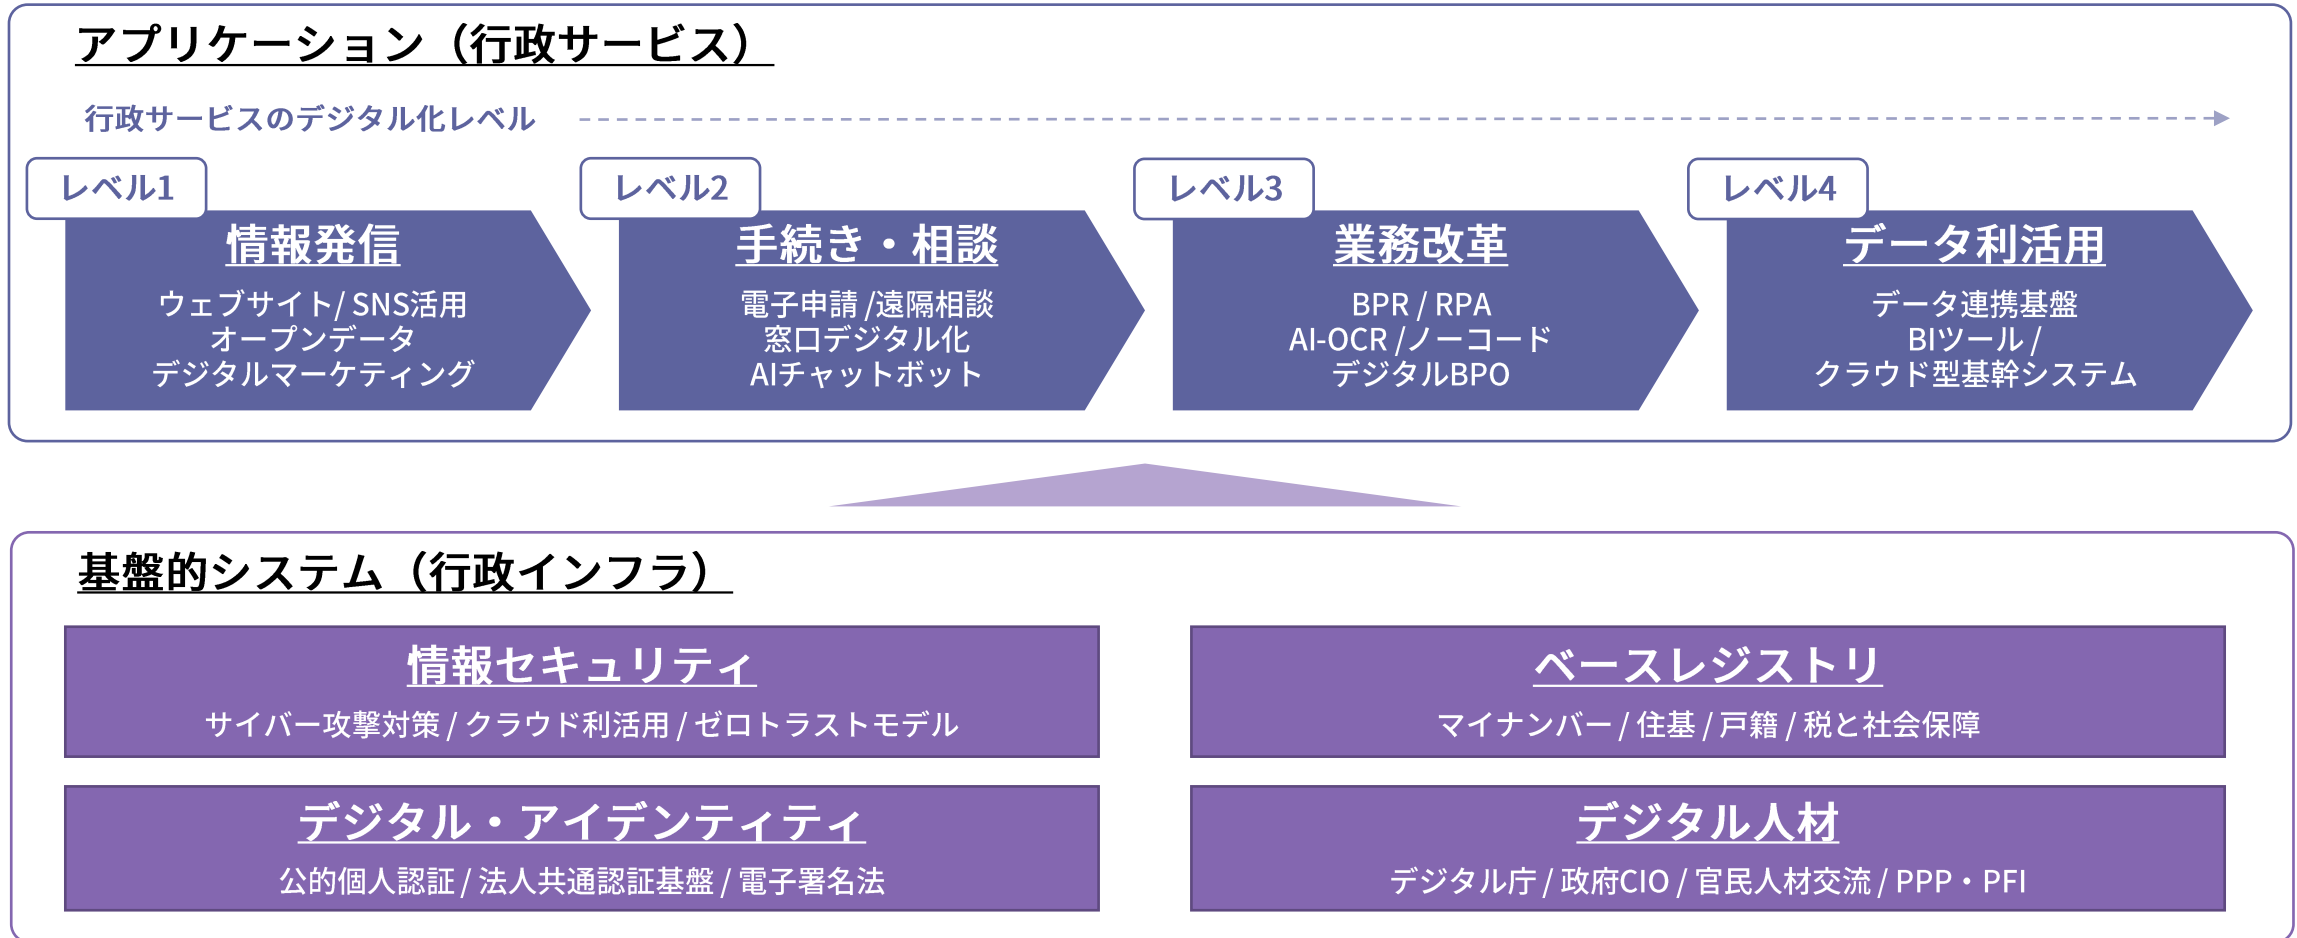 アプリケーション（行政サービス）
行政サービスのデジタル化レベル
レベル1
情報発信
ウェブサイト/ SNS活用
オープンデータ
デジタルマーケティング
レベル2
手続き・相談
電子申請 /遠隔相談
窓口デジタル化
AIチャットボット
レベル3
業務改革
BPR / RPA
AI-OCR /ノーコード
デジタルBPO
レベル4
データ利活用
データ連携基盤
BIツール /
クラウド型基幹システム
基盤的システム（行政インフラ）
情報セキュリティ
サイバー攻撃対策 / クラウド利活用 / ゼロトラストモデル
ベースレジストリ
マイナンバー / 住基 / 戸籍 / 税と社会保障
デジタル・アイデンティティ
公的個人認証 / 法人共通認証基盤 / 電子署名法
デジタル人材
デジタル庁 / 政府CIO / 官民人材交流 / PPP・PFI